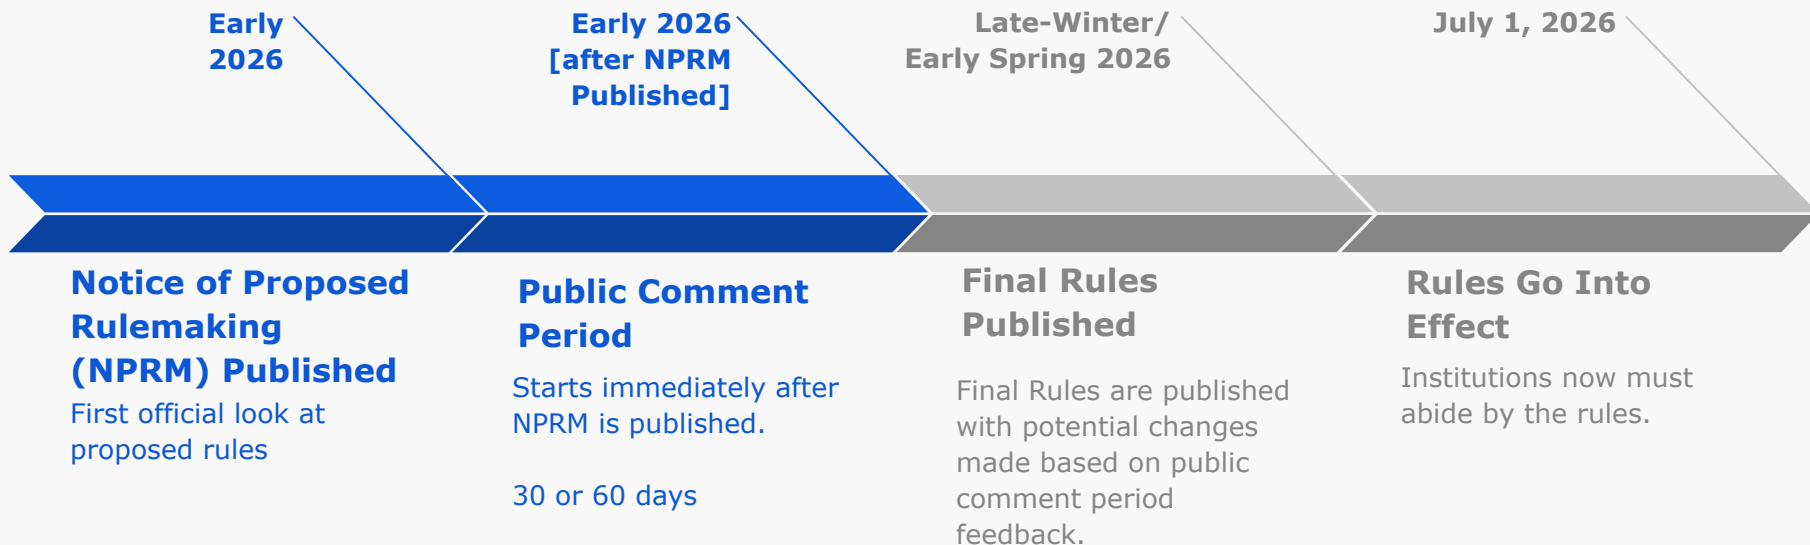 Early
2026
Early 2026
[after NPRM
Published]
Late-Winter/
Early Spring 2026
July 1, 2026
Notice of Proposed
Rulemaking
(NPRM) Published
First official look at
proposed rules
Public Comment
Period
Starts immediately after
NPRM is published.
30 or 60 days
Final Rules
Published
Final Rules are published
with potential changes
made based on public
comment period
feedback.
Rules Go Into
Effect
Institutions now must
abide by the rules.